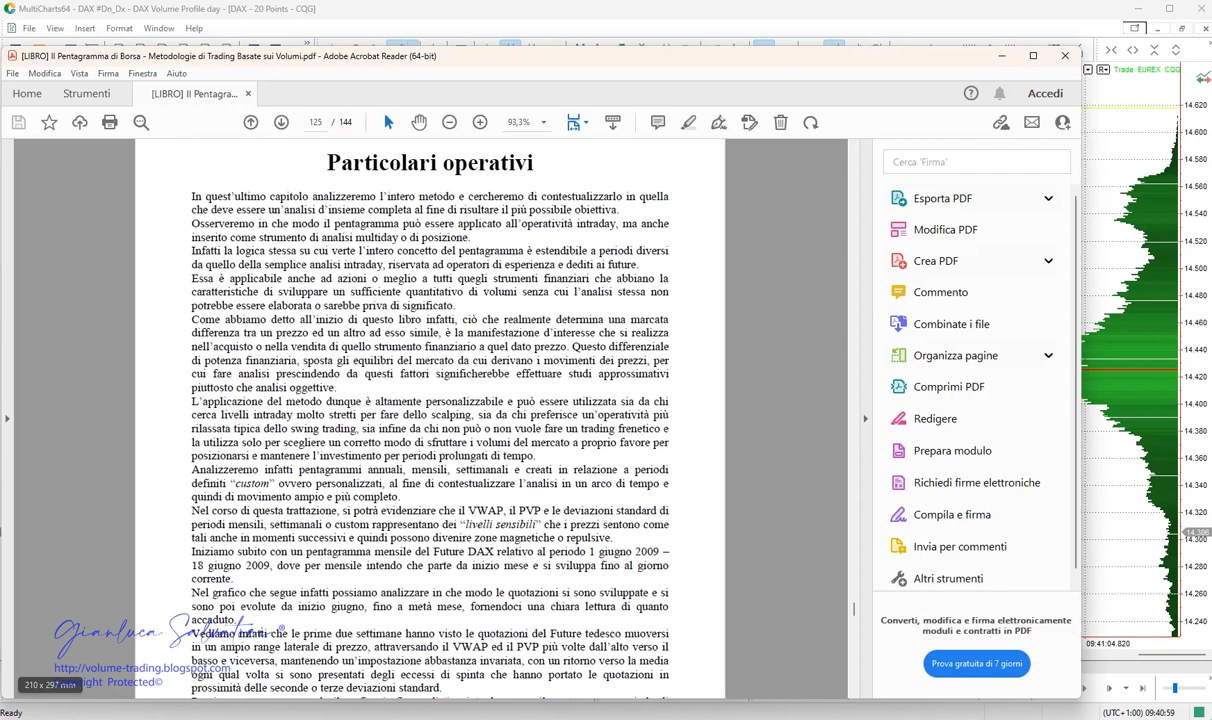 MultiCharts64 - DAX #Dn_Dx - DAX Volume Profile day - [DAX - 20 Points - CQG]
File View Insert Format Window Help
[LIBRO] Il Pentagramma di Borsa - Metodologie di Trading Basate sui Volumi.pdf - Adobe Acrobat Reader (64-bit)
File Modifica Vista Firma Finestra Aiuto
Home Strumenti [LIBRO] Il Pentagra... × Accedi
125 / 144 93,3%
Trade EUREX CQG
Particolari operativi
In quest'ultimo capitolo analizzeremo l'intero metodo e cercheremo di contestualizzarlo in quella
che deve essere un'analisi d'insieme completa al fine di risultare il più possibile obiettiva.
Osserveremo in che modo il pentagramma può essere applicato all'operatività intraday, ma anche
inserito come strumento di analisi multiday o di posizione.
Infatti la logica stessa su cui verte l'intero concetto del pentagramma è estendibile a periodi diversi
da quello della semplice analisi intraday, riservata ad operatori di esperienza e dediti ai future.
Essa è applicabile anche ad azioni o meglio a tutti quegli strumenti finanziari che abbiano la
caratteristiche di sviluppare un sufficiente quantitativo di volumi senza cui l'analisi stessa non
potrebbe essere elaborata o sarebbe priva di significato.
Come abbiamo detto all'inizio di questo libro infatti, ciò che realmente determina una marcata
differenza tra un prezzo ed un altro ad esso simile, è la manifestazione d'interesse che si realizza
nell'acquisto o nella vendita di quello strumento finanziario a quel dato prezzo. Questo differenziale
di potenza finanziaria, sposta gli equilibri del mercato da cui derivano i movimenti dei prezzi, per
cui fare analisi prescindendo da questi fattori significherebbe effettuare studi approssimativi
piuttosto che analisi oggettive.
L'applicazione del metodo dunque è altamente personalizzabile e può essere utilizzata sia da chi
cerca livelli intraday molto stretti per fare dello scalping, sia da chi preferisce un'operatività più
rilassata tipica dello swing trading, sia infine da chi non può o non vuole fare un trading frenetico e
la utilizza solo per scegliere un corretto modo di sfruttare i volumi del mercato a proprio favore per
posizionarsi e mantenere l'investimento per periodi prolungati di tempo.
Analizzeremo infatti pentagrammi annuali, mensili, settimanali e creati in relazione a periodi
definiti "custom" ovvero personalizzati, al fine di contestualizzare l'analisi in un arco di tempo e
quindi di movimento ampio e più completo.
Nel corso di questa trattazione, si potrà evidenziare che il VWAP, il PVP e le deviazioni standard di
periodi mensili, settimanali o custom rappresentano dei "livelli sensibili" che i prezzi sentono come
tali anche in momenti successivi e quindi possono divenire zone magnetiche o repulsive.
Iniziamo subito con un pentagramma mensile del Future DAX relativo al periodo 1 giugno 2009 –
18 giugno 2009, dove per mensile intendo che parte da inizio mese e si sviluppa fino al giorno
corrente.
Nel grafico che segue infatti possiamo analizzare in che modo le quotazioni si sono sviluppate e si
sono poi evolute da inizio giugno, fino a metà mese, fornendoci una chiara lettura di quanto
accaduto.
Vediamo infatti che le prime due settimane hanno visto le quotazioni del Future tedesco muoversi
in un ampio range laterale di prezzo, attraversando il VWAP ed il PVP più volte dall'alto verso il
basso e viceversa, mantenendo un'impostazione abbastanza invariata, con un ritorno verso la media
ogni qual volta si sono presentati degli eccessi di spinta che hanno portato le quotazioni in
prossimità delle seconde o terze deviazioni standard.
Gianluca Salvatori ®
http://volume-trading.blogspot.com
Copyright Protected©
210 x 297 mm
Cerca 'Firma'
Esporta PDF
Modifica PDF
Crea PDF
Commento
Combinate i file
Organizza pagine
Comprimi PDF
Redigere
Prepara modulo
Richiedi firme elettroniche
Compila e firma
Invia per commenti
Altri strumenti
Converti, modifica e firma elettronicamente
moduli e contratti in PDF
Prova gratuita di 7 giorni
14.620
14.600
14.580
14.560
14.540
14.520
14.500
14.480
14.460
14.440
14.420
14.400
14.380
14.360
14.340
14.320
14.306
14.300
14.280
14.260
14.240
09:41:04.820
Ready
(UTC+1:00) 09:40:59